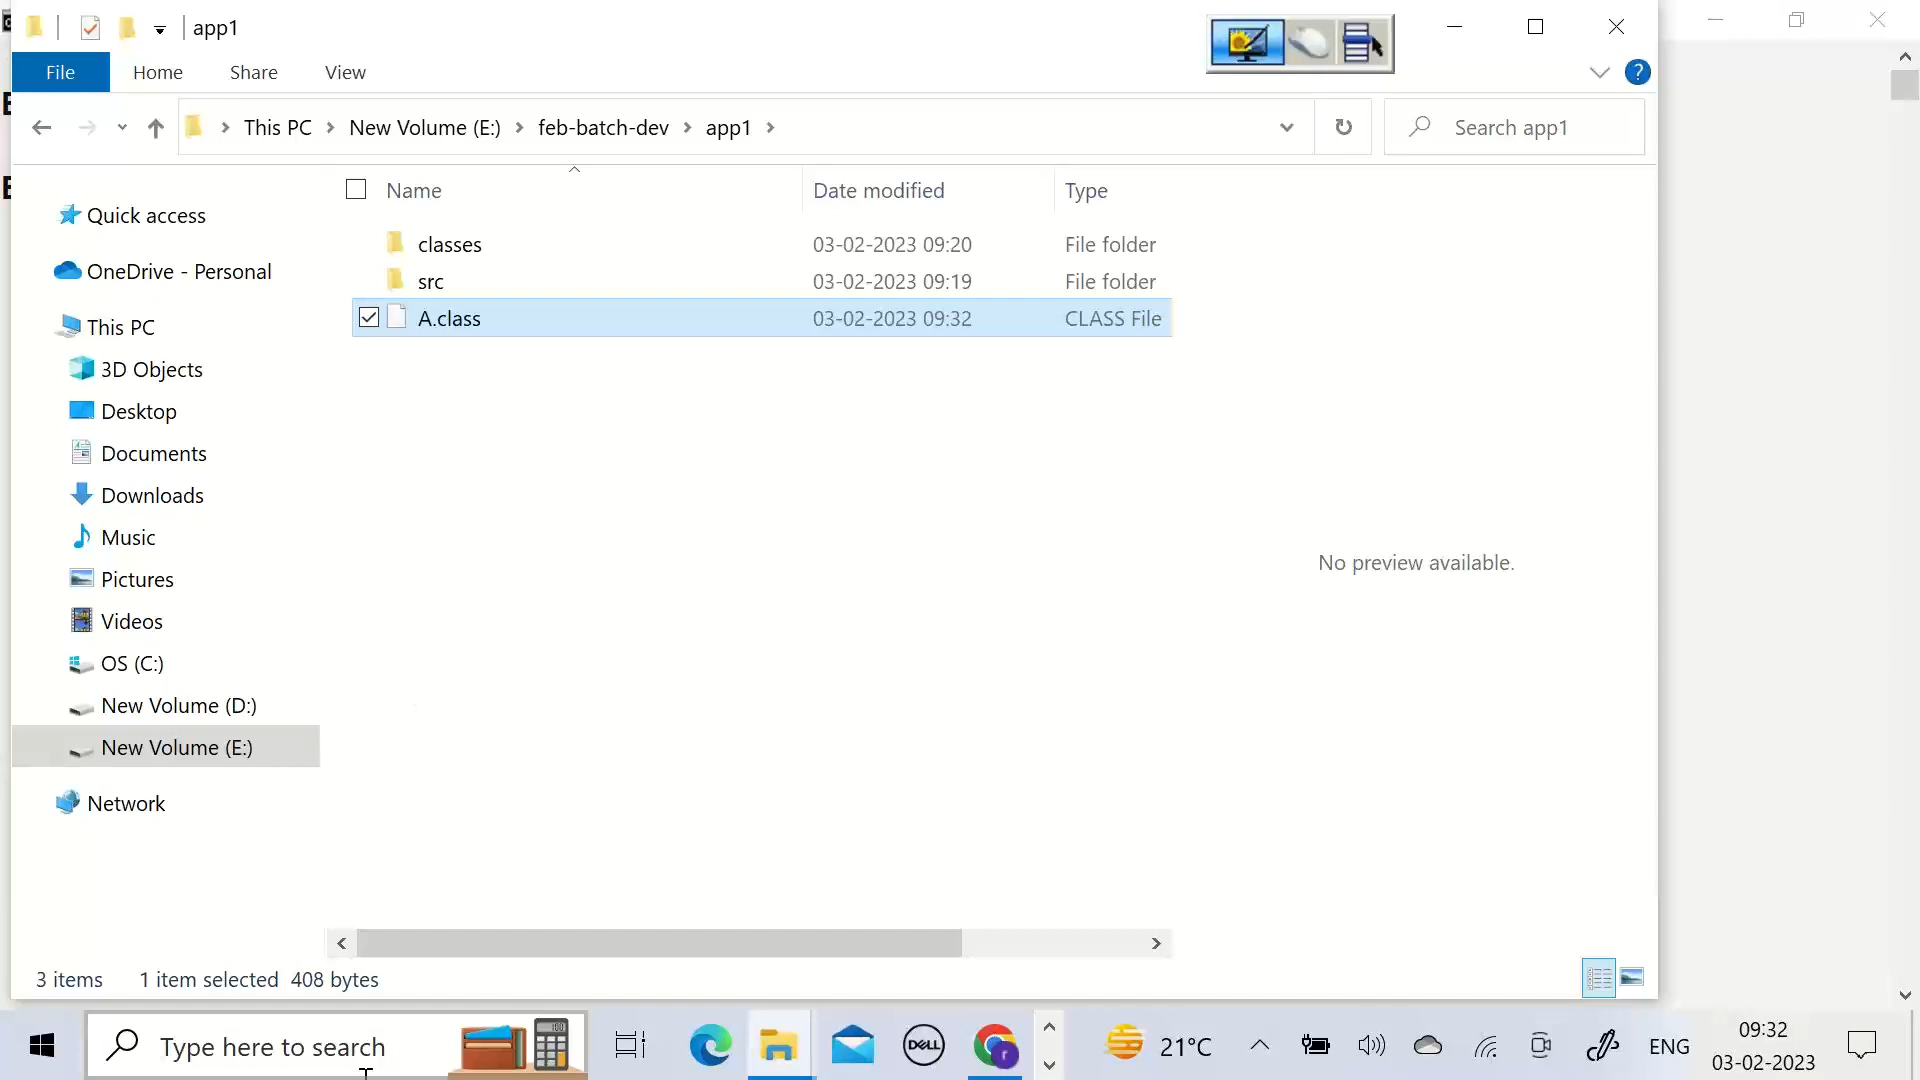 app1
File Home Share View
This PC New Volume (E:) feb-batch-dev app1
Search app1
Name Date modified Type
classes 03-02-2023 09:20 File folder
src 03-02-2023 09:19 File folder
A.class 03-02-2023 09:32 CLASS File
Quick access
OneDrive - Personal
This PC
3D Objects
Desktop
Documents
Downloads
Music
Pictures
Videos
OS (C:)
New Volume (D:)
New Volume (E:)
Network
No preview available.
3 items 1 item selected 408 bytes
Type here to search
DELL
r
21°C
ENG
09:32
03-02-2023